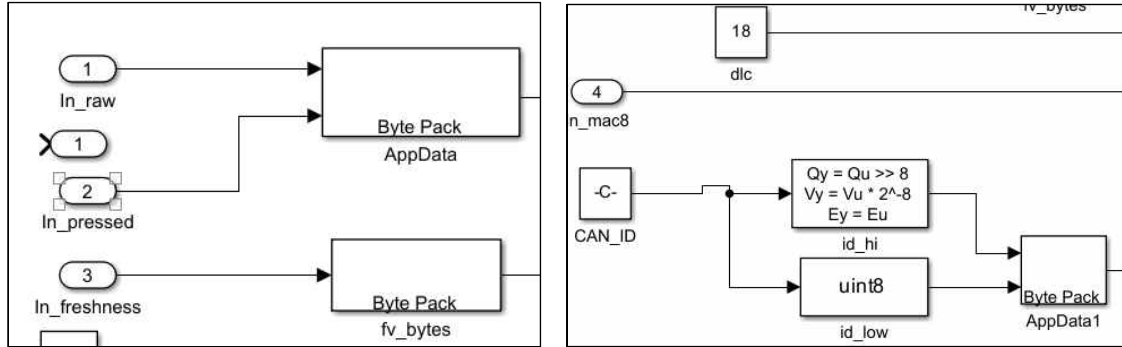 1
In_raw
Byte Pack
AppData
1
2
In_pressed
3
In_freshness
Byte Pack
fv_bytes
18
dlc
4
n_mac8
-C-
CAN_ID
Qy = Qu >> 8
Vy = Vu * 2^-8
Ey = Eu
id_hi
uint8
id_low
Byte Pack
AppData1